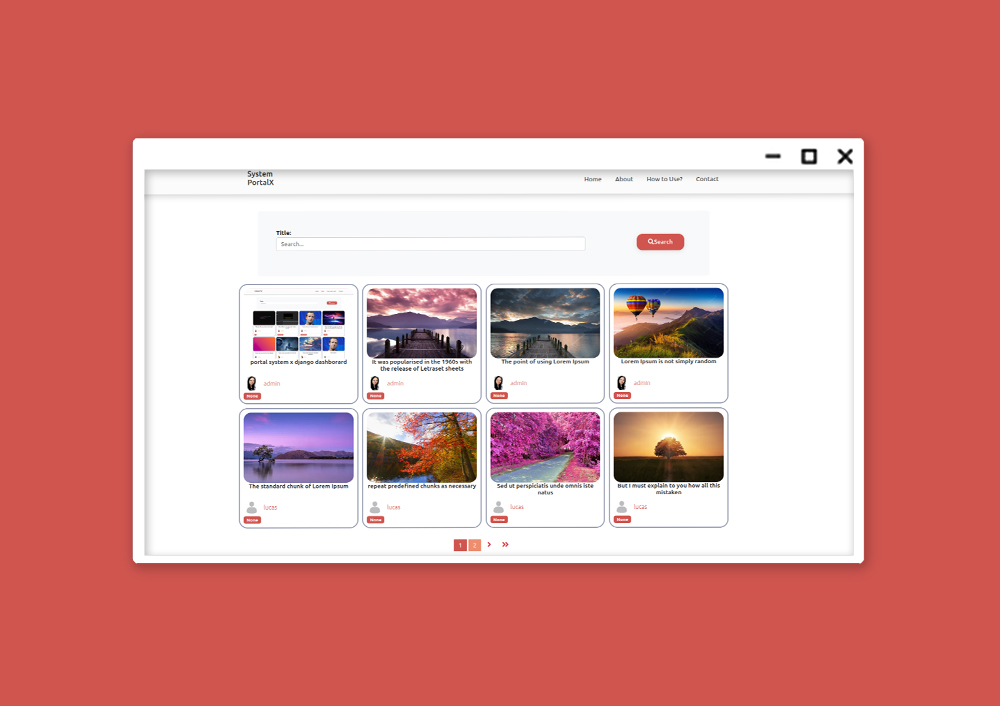 System
PortalX
Home
About
How to Use?
Contact
Title:
Search...
Search
portal system x django dashborard
admin
None
It was popularised in the 1960s with
the release of Letraset sheets
admin
None
The point of using Lorem Ipsum
admin
None
Lorem Ipsum is not simply random
admin
None
The standard chunk of Lorem Ipsum
lucas
None
repeat predefined chunks as necessary
lucas
None
Sed ut perspiciatis unde omnis iste
natus
lucas
None
But I must explain to you how all this
mistaken
lucas
None
1
2